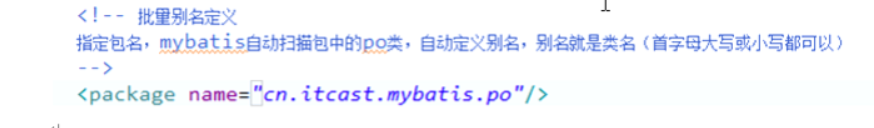 <!-- 批量别名定义
指定包名，mybatis自动扫描包中的po类，自动定义别名，别名就是类名（首字母大写或小写都可以）
-->
<package name="cn.itcast.mybatis.po"/>